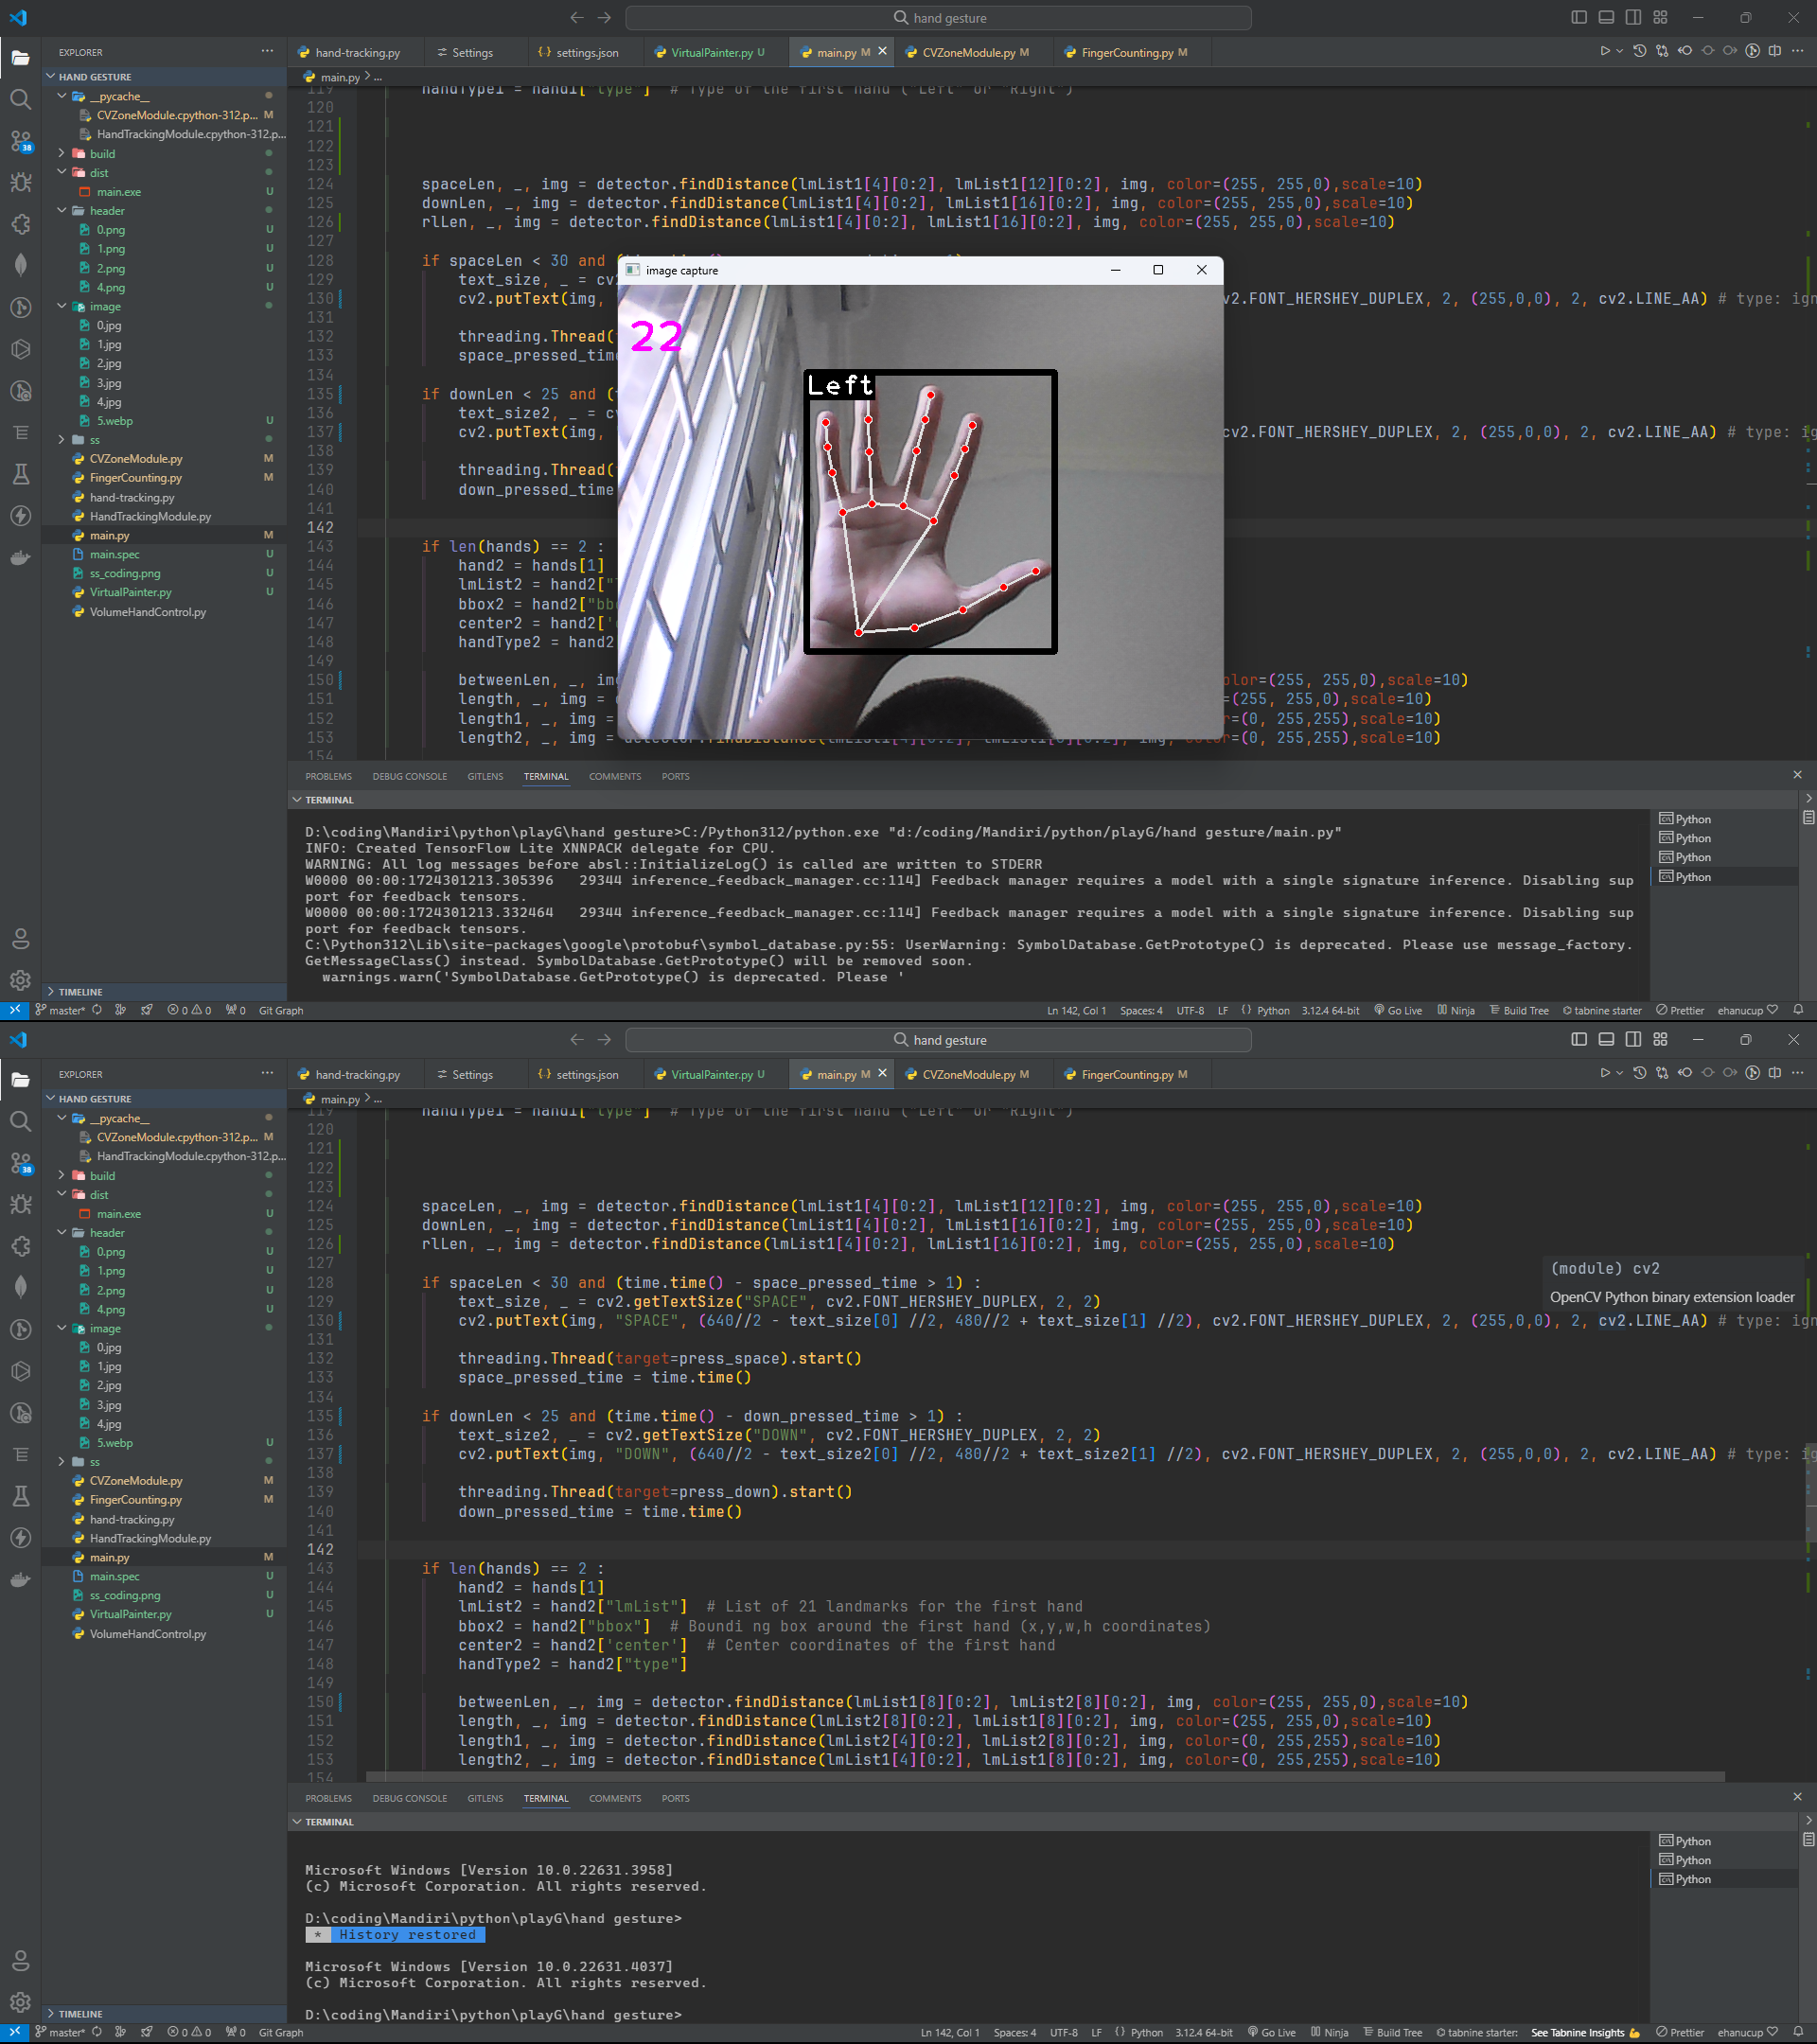 hand gesture
EXPLORER
hand-tracking.py
Settings
settings.json
VirtualPainter.py U
main.py M
CVZoneModule.py M
FingerCounting.py M
HAND GESTURE
__pycache__
CVZoneModule.cpython-312.p... M
HandTrackingModule.cpython-312.p...
build
dist
main.exe U
header
0.png U
1.png U
2.png U
4.png U
image
0.jpg
1.jpg
2.jpg
3.jpg
4.jpg
5.webp U
ss
CVZoneModule.py M
FingerCounting.py M
hand-tracking.py
HandTrackingModule.py
main.py M
main.spec U
ss_coding.png U
VirtualPainter.py U
VolumeHandControl.py
TIMELINE
38
main.py > ...
119 handType1 = hand1["type"] # Type of the first hand ("Left" or "Right")
120
121
122
123
124 spaceLen, _, img = detector.findDistance(lmList1[4][0:2], lmList1[12][0:2], img, color=(255, 255,0),scale=10)
125 downLen, _, img = detector.findDistance(lmList1[4][0:2], lmList1[16][0:2], img, color=(255, 255,0),scale=10)
126 rlLen, _, img = detector.findDistance(lmList1[4][0:2], lmList1[16][0:2], img, color=(255, 255,0),scale=10)
127
128 if spaceLen < 30 and (
129 text_size, _ = cv
130 cv2.putText(img, v2.FONT_HERSHEY_DUPLEX, 2, (255,0,0), 2, cv2.LINE_AA) # type: ign
131
132 threading.Thread(
133 space_pressed_tim
134
135 if downLen < 25 and (
136 text_size2, _ = c
137 cv2.putText(img, cv2.FONT_HERSHEY_DUPLEX, 2, (255,0,0), 2, cv2.LINE_AA) # type: ig
138
139 threading.Thread(
140 down_pressed_time
141
142
143 if len(hands) == 2 :
144 hand2 = hands[1]
145 lmList2 = hand2["
146 bbox2 = hand2["bb
147 center2 = hand2['
148 handType2 = hand2
149
150 betweenLen, _, im lor=(255, 255,0),scale=10)
151 length, _, img = =(255, 255,0),scale=10)
152 length1, _, img = r=(0, 255,255),scale=10)
153 length2, _, img = detector.findDistance(lmList1[4][0:2], lmList1[8][0:2], img, color=(0, 255,255),scale=10)
154
image capture
22
Left
PROBLEMS DEBUG CONSOLE GITLENS TERMINAL COMMENTS PORTS
TERMINAL
D:\coding\Mandiri\python\playG\hand gesture>C:/Python312/python.exe "d:/coding/Mandiri/python/playG/hand gesture/main.py"
INFO: Created TensorFlow Lite XNNPACK delegate for CPU.
WARNING: All log messages before absl::InitializeLog() is called are written to STDERR
W0000 00:00:1724301213.305396 29344 inference_feedback_manager.cc:114] Feedback manager requires a model with a single signature inference. Disabling sup
port for feedback tensors.
W0000 00:00:1724301213.332464 29344 inference_feedback_manager.cc:114] Feedback manager requires a model with a single signature inference. Disabling sup
port for feedback tensors.
C:\Python312\Lib\site-packages\google\protobuf\symbol_database.py:55: UserWarning: SymbolDatabase.GetPrototype() is deprecated. Please use message_factory.
GetMessageClass() instead. SymbolDatabase.GetPrototype() will be removed soon.
warnings.warn('SymbolDatabase.GetPrototype() is deprecated. Please '
Python
Python
Python
Python
master* 0 0 0 Git Graph Ln 142, Col 1 Spaces: 4 UTF-8 LF Python 3.12.4 64-bit Go Live Ninja Build Tree tabnine starter Prettier ehanucup
hand gesture
EXPLORER
hand-tracking.py
Settings
settings.json
VirtualPainter.py U
main.py M
CVZoneModule.py M
FingerCounting.py M
HAND GESTURE
__pycache__
CVZoneModule.cpython-312.p... M
HandTrackingModule.cpython-312.p...
build
dist
main.exe U
header
0.png U
1.png U
2.png U
4.png U
image
0.jpg
1.jpg
2.jpg
3.jpg
4.jpg
5.webp U
ss
CVZoneModule.py M
FingerCounting.py M
hand-tracking.py
HandTrackingModule.py
main.py M
main.spec U
ss_coding.png U
VirtualPainter.py U
VolumeHandControl.py
TIMELINE
38
main.py > ...
119 handType1 = hand1["type"] # Type of the first hand ("Left" or "Right")
120
121
122
123
124 spaceLen, _, img = detector.findDistance(lmList1[4][0:2], lmList1[12][0:2], img, color=(255, 255,0),scale=10)
125 downLen, _, img = detector.findDistance(lmList1[4][0:2], lmList1[16][0:2], img, color=(255, 255,0),scale=10)
126 rlLen, _, img = detector.findDistance(lmList1[4][0:2], lmList1[16][0:2], img, color=(255, 255,0),scale=10)
127
(module) cv2
OpenCV Python binary extension loader
128 if spaceLen < 30 and (time.time() - space_pressed_time > 1) :
129 text_size, _ = cv2.getTextSize("SPACE", cv2.FONT_HERSHEY_DUPLEX, 2, 2)
130 cv2.putText(img, "SPACE", (640//2 - text_size[0] //2, 480//2 + text_size[1] //2), cv2.FONT_HERSHEY_DUPLEX, 2, (255,0,0), 2, cv2.LINE_AA) # type: ign
131
132 threading.Thread(target=press_space).start()
133 space_pressed_time = time.time()
134
135 if downLen < 25 and (time.time() - down_pressed_time > 1) :
136 text_size2, _ = cv2.getTextSize("DOWN", cv2.FONT_HERSHEY_DUPLEX, 2, 2)
137 cv2.putText(img, "DOWN", (640//2 - text_size2[0] //2, 480//2 + text_size2[1] //2), cv2.FONT_HERSHEY_DUPLEX, 2, (255,0,0), 2, cv2.LINE_AA) # type: ig
138
139 threading.Thread(target=press_down).start()
140 down_pressed_time = time.time()
141
142
143 if len(hands) == 2 :
144 hand2 = hands[1]
145 lmList2 = hand2["lmList"] # List of 21 landmarks for the first hand
146 bbox2 = hand2["bbox"] # Boundi ng box around the first hand (x,y,w,h coordinates)
147 center2 = hand2['center'] # Center coordinates of the first hand
148 handType2 = hand2["type"]
149
150 betweenLen, _, img = detector.findDistance(lmList1[8][0:2], lmList2[8][0:2], img, color=(255, 255,0),scale=10)
151 length, _, img = detector.findDistance(lmList2[8][0:2], lmList1[8][0:2], img, color=(255, 255,0),scale=10)
152 length1, _, img = detector.findDistance(lmList2[4][0:2], lmList2[8][0:2], img, color=(0, 255,255),scale=10)
153 length2, _, img = detector.findDistance(lmList1[4][0:2], lmList1[8][0:2], img, color=(0, 255,255),scale=10)
154
PROBLEMS DEBUG CONSOLE GITLENS TERMINAL COMMENTS PORTS
TERMINAL
Microsoft Windows [Version 10.0.22631.3958]
(c) Microsoft Corporation. All rights reserved.
D:\coding\Mandiri\python\playG\hand gesture>
* History restored
Microsoft Windows [Version 10.0.22631.4037]
(c) Microsoft Corporation. All rights reserved.
D:\coding\Mandiri\python\playG\hand gesture>
Python
Python
Python
master* 0 0 0 Git Graph Ln 142, Col 1 Spaces: 4 UTF-8 LF Python 3.12.4 64-bit Go Live Ninja Build Tree tabnine starter: See Tabnine Insights Prettier ehanucup